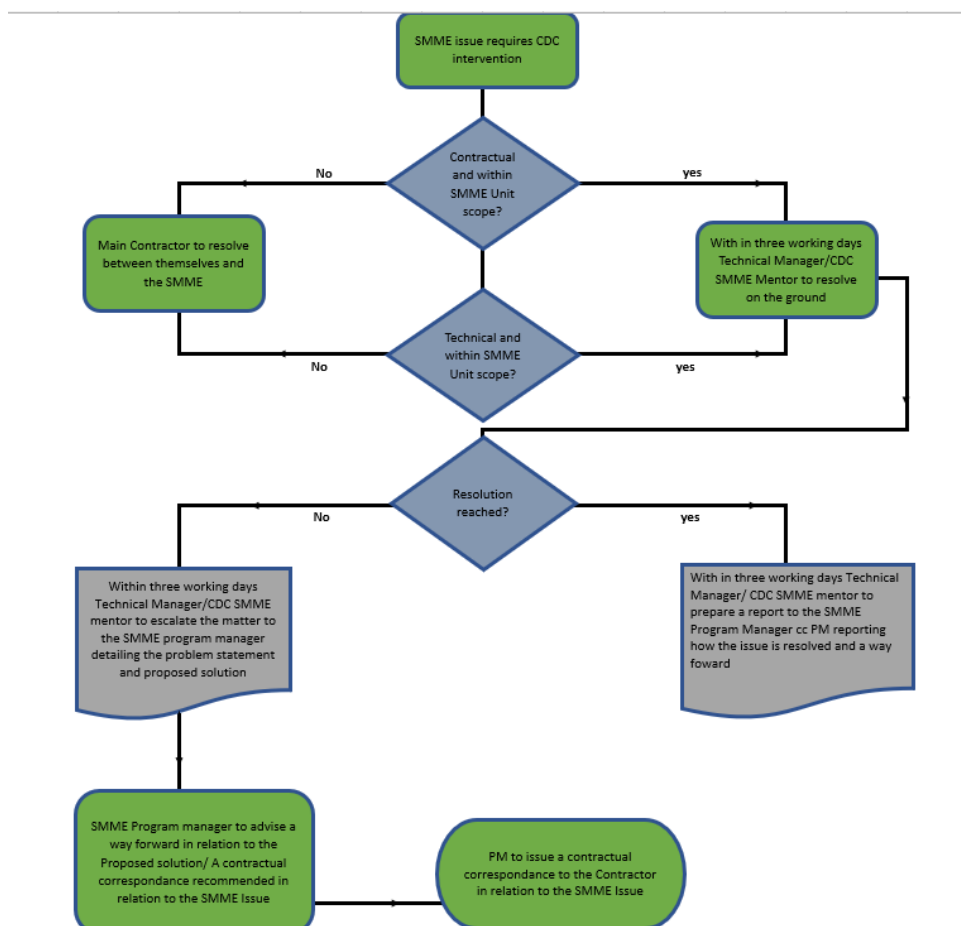 SMME issue requires CDC
intervention
Contractual
and within
SMME Unit
scope?
No
yes
Main Contractor to resolve
between themselves and
the SMME
With in three working days
Technical Manager/CDC
SMME Mentor to resolve
on the ground
Technical and
within SMME
Unit scope?
No
yes
Resolution
reached?
No
yes
Within three working days
Technical Manager/CDC SMME
mentor to escalate the matter to
the SMME program manager
detailing the problem statement
and proposed solution
With in three working days Technical
Manager/ CDC SMME mentor to
prepare a report to the SMME
Program Manager cc PM reporting
how the issue is resolved and a way
foward
SMME Program manager to advise a
way forward in relation to the
Proposed solution/ A contractual
correspondance recommended in
relation to the SMME Issue
PM to issue a contractual
correspondance to the Contractor
in relation to the SMME Issue